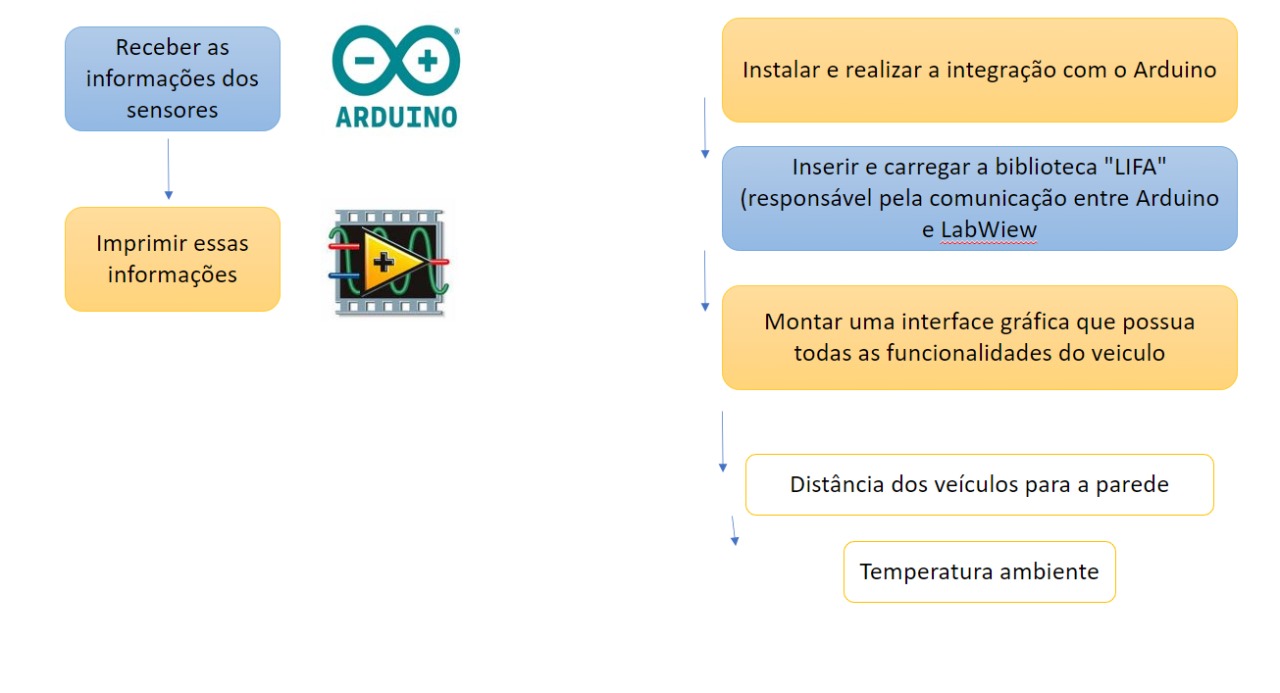 Receber as
informações dos
sensores
ARDUINO
Imprimir essas
informações
Instalar e realizar a integração com o Arduino
Inserir e carregar a biblioteca "LIFA"
(responsável pela comunicação entre Arduino
e LabWiew
Montar uma interface gráfica que possua
todas as funcionalidades do veiculo
Distância dos veículos para a parede
Temperatura ambiente